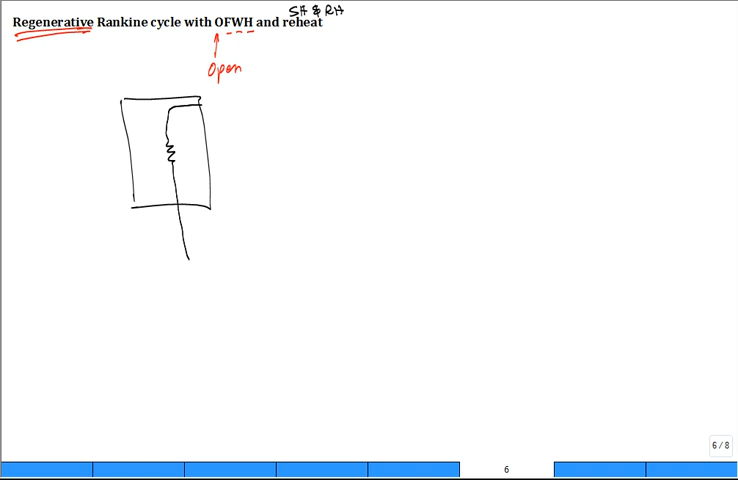 SH & RH
Regenerative Rankine cycle with OFWH and reheat
open
6 / 8
6